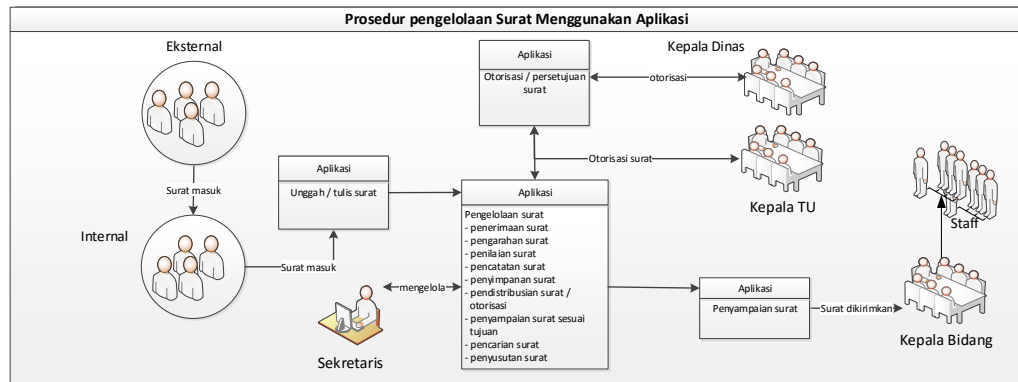 Prosedur pengelolaan Surat Menggunakan Aplikasi
Eksternal
Surat masuk
Internal
Surat masuk
Aplikasi
Unggah / tulis surat
Sekretaris
mengelola
Aplikasi
Otorisasi / persetujuan
surat
Kepala Dinas
otorisasi
Otorisasi surat
Kepala TU
Aplikasi
Pengelolaan surat
- penerimaan surat
- pengarahan surat
- penilaian surat
- pencatatan surat
- penyimpanan surat
- pendistribusian surat /
otorisasi
- penyampaian surat sesuai
tujuan
- pencarian surat
- penyusutan surat
Aplikasi
Penyampaian surat
Surat dikirimkan
Staff
Kepala Bidang